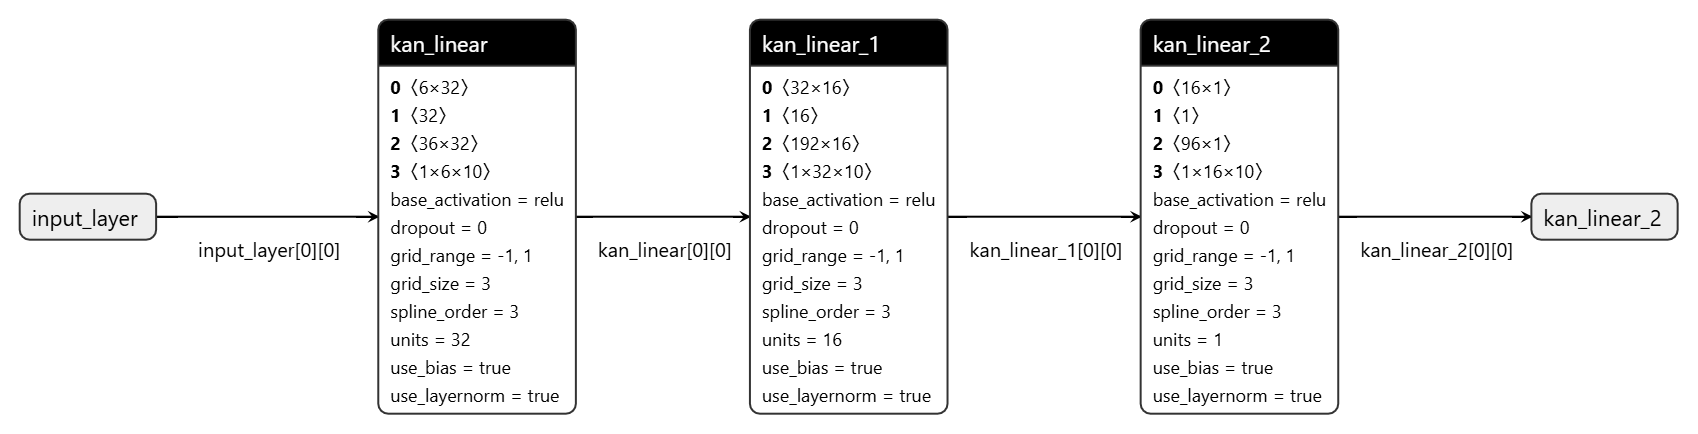 input_layer
input_layer[0][0]
kan_linear
0 〈6×32〉
1 〈32〉
2 〈36×32〉
3 〈1×6×10〉
base_activation = relu
dropout = 0
grid_range = -1, 1
grid_size = 3
spline_order = 3
units = 32
use_bias = true
use_layernorm = true
kan_linear[0][0]
kan_linear_1
0 〈32×16〉
1 〈16〉
2 〈192×16〉
3 〈1×32×10〉
base_activation = relu
dropout = 0
grid_range = -1, 1
grid_size = 3
spline_order = 3
units = 16
use_bias = true
use_layernorm = true
kan_linear_1[0][0]
kan_linear_2
0 〈16×1〉
1 〈1〉
2 〈96×1〉
3 〈1×16×10〉
base_activation = relu
dropout = 0
grid_range = -1, 1
grid_size = 3
spline_order = 3
units = 1
use_bias = true
use_layernorm = true
kan_linear_2[0][0]
kan_linear_2